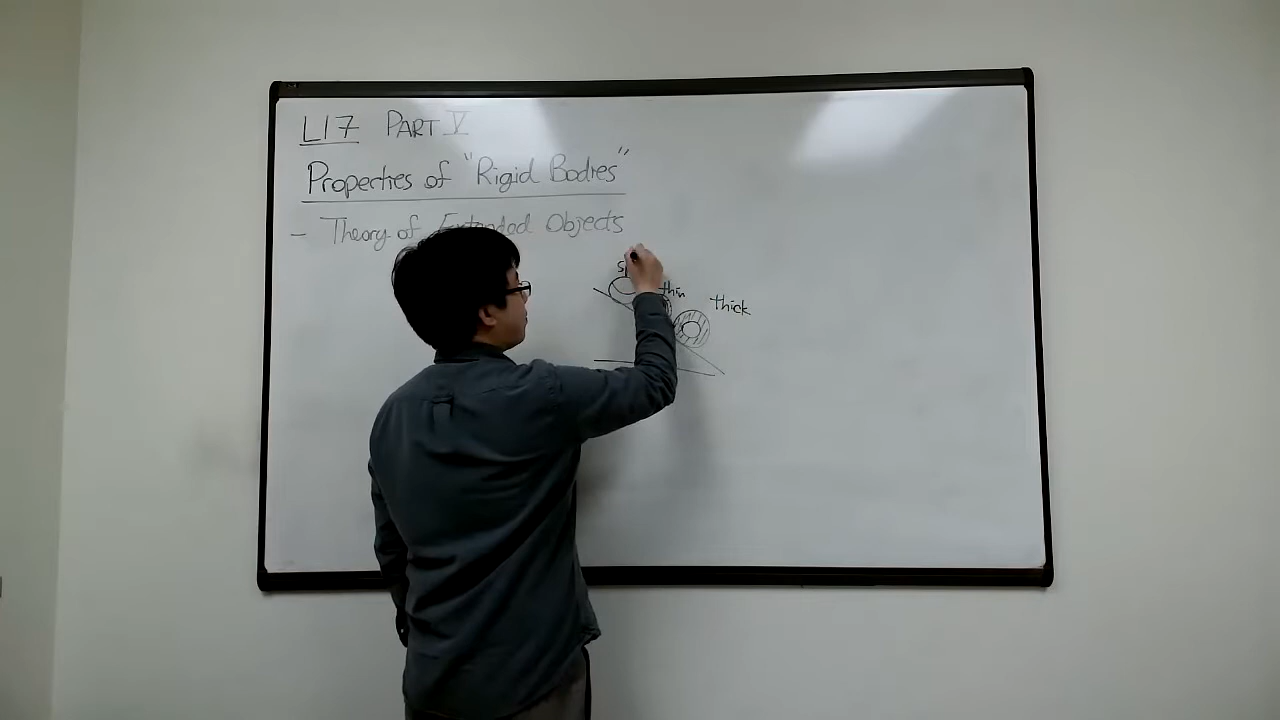 L17 PART V
Properties of "Rigid Bodies"
- Theory of Extended Objects
thin
thick